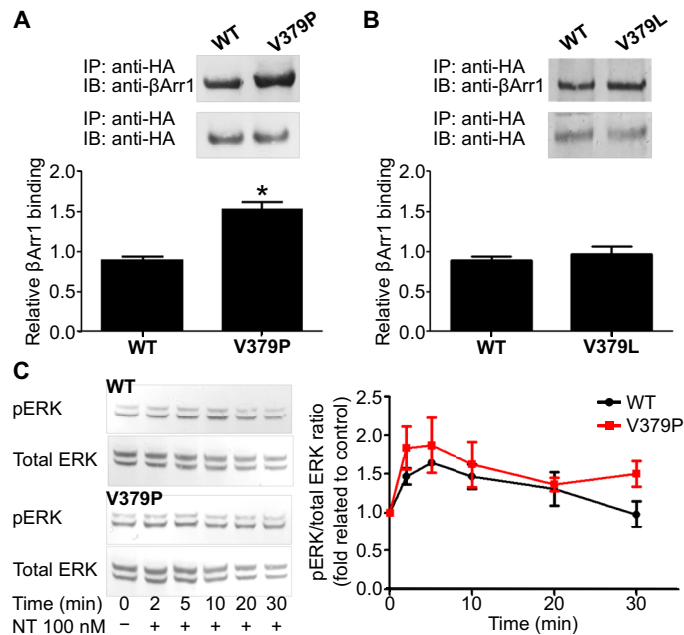 A
WT V379P
IP: anti-HA
IB: anti-βArr1
IP: anti-HA
IB: anti-HA
Relative βArr1 binding
2.0
1.5
1.0
0.5
0.0
*
WT V379P
B
WT V379L
IP: anti-HA
IB: anti-βArr1
IP: anti-HA
IB: anti-HA
Relative βArr1 binding
2.0
1.5
1.0
0.5
0.0
WT V379L
C
WT
pERK
Total ERK
V379P
pERK
Total ERK
Time (min) 0 2 5 10 20 30
NT 100 nM – + + + + +
pERK/total ERK ratio
(fold related to control)
2.5
2.0
1.5
1.0
0.5
0.0
WT
V379P
0 10 20 30
Time (min)